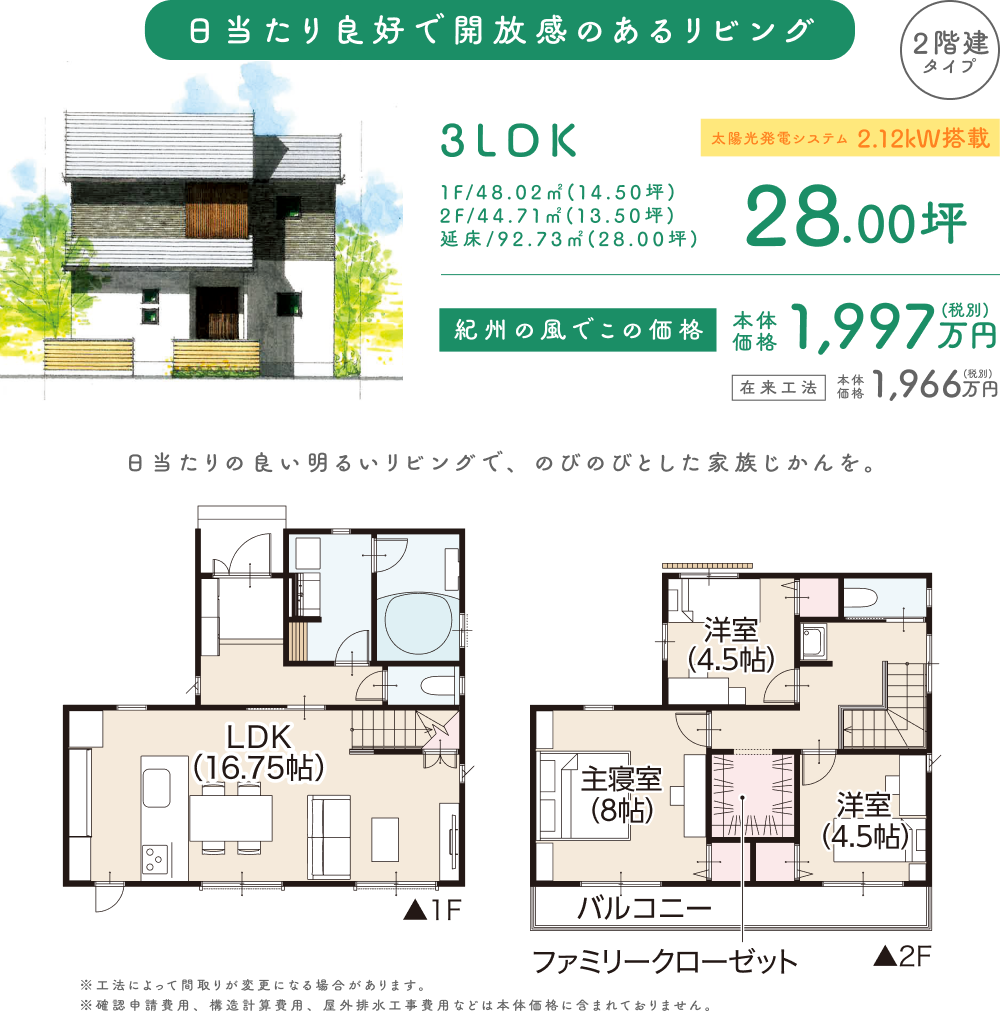 日当たり良好で開放感のあるリビング
2階建
タイプ
3LDK
太陽光発電システム 2.12kW搭載
1F/48.02㎡(14.50坪)
2F/44.71㎡(13.50坪)
延床/92.73㎡(28.00坪)
28.00坪
紀州の風でこの価格
本体価格 1,997万円(税別)
在来工法
本体価格 1,966万円(税別)
日当たりの良い明るいリビングで、のびのびとした家族じかんを。
LDK
(16.75帖)
▲1F
洋室
(4.5帖)
主寝室
(8帖)
洋室
(4.5帖)
バルコニー
ファミリークローゼット
▲2F
※工法によって間取りが変更になる場合があります。
※確認申請費用、構造計算費用、屋外排水工事費用などは本体価格に含まれておりません。